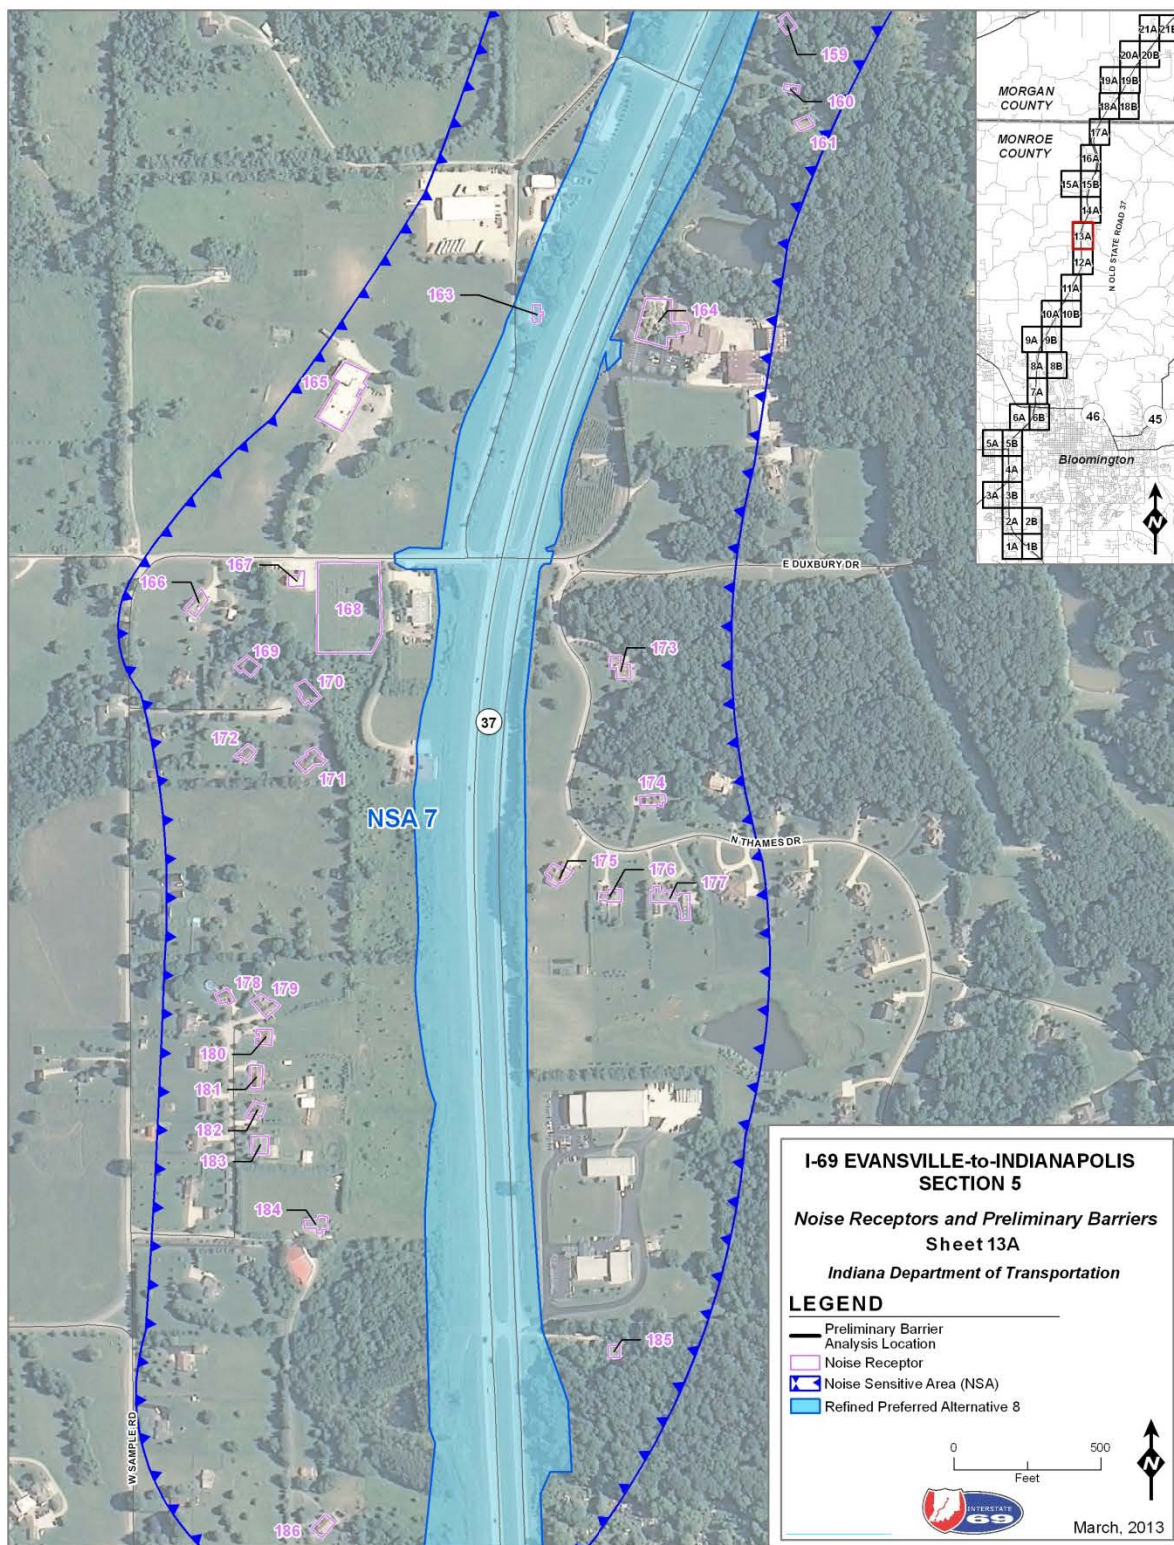 159
160
161
163
164
165
166
167
168
169
170
171
172
173
174
175
176
177
178
179
180
181
182
183
184
185
186
NSA 7
37
E DUXBURY DR
N THAMES DR
W. SAMPLE RD
21A 21B
20A 20B
19A 19B
18A 18B
17A
16A
15A 15B
14A
13A
12A
11A
10A 10B
9A 9B
8A 8B
7A
6A 6B
5A 5B
4A
3A 3B
2A 2B
1A 1B
MORGAN
COUNTY
MONROE
COUNTY
N OLD STATE ROAD 37
46
45
Bloomington
N
I-69 EVANSVILLE-to-INDIANAPOLIS
SECTION 5
Noise Receptors and Preliminary Barriers
Sheet 13A
Indiana Department of Transportation
LEGEND
Preliminary Barrier
Analysis Location
Noise Receptor
Noise Sensitive Area (NSA)
Refined Preferred Alternative 8
0 500
Feet
N
INTERSTATE
69
March, 2013